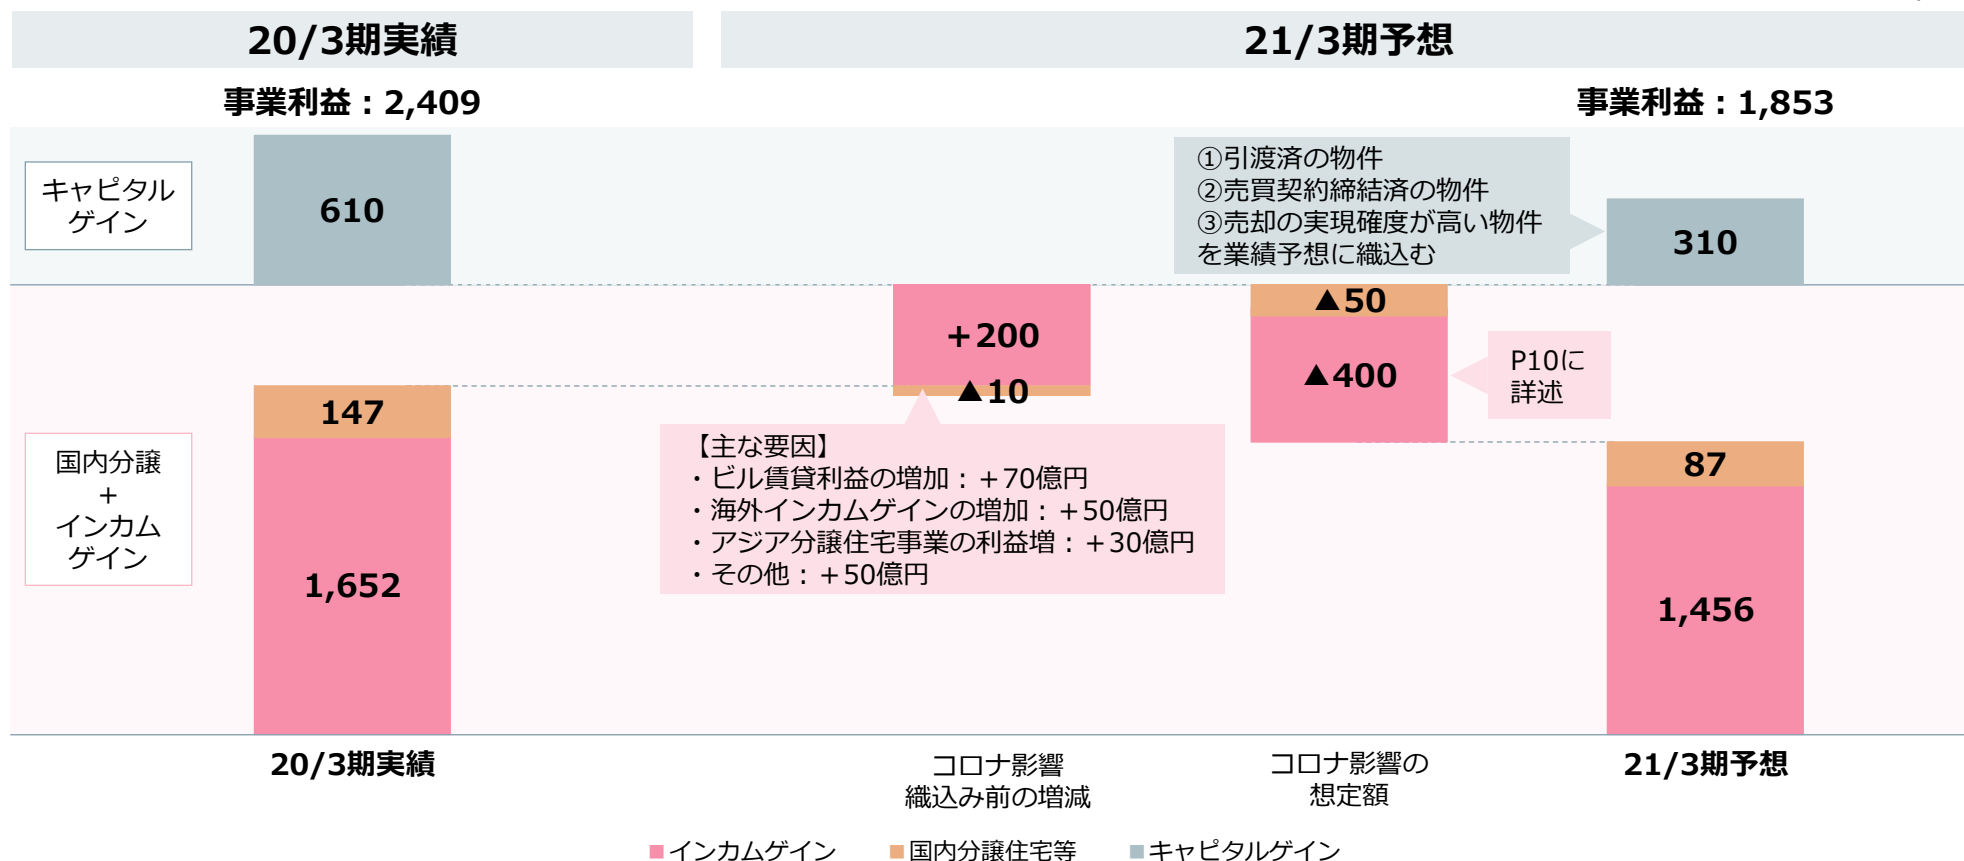 20/3期実績
21/3期予想
事業利益：2,409
事業利益：1,853
キャピタル
ゲイン
610
①引渡済の物件
②売買契約締結済の物件
③売却の実現確度が高い物件
を業績予想に織込む
310
国内分譲
＋
インカム
ゲイン
147
1,652
＋200
▲10
【主な要因】
・ビル賃貸利益の増加：＋70億円
・海外インカムゲインの増加：＋50億円
・アジア分譲住宅事業の利益増：＋30億円
・その他：＋50億円
▲50
▲400
P10に
詳述
87
1,456
20/3期実績
コロナ影響
織込み前の増減
コロナ影響の
想定額
21/3期予想
インカムゲイン
国内分譲住宅等
キャピタルゲイン